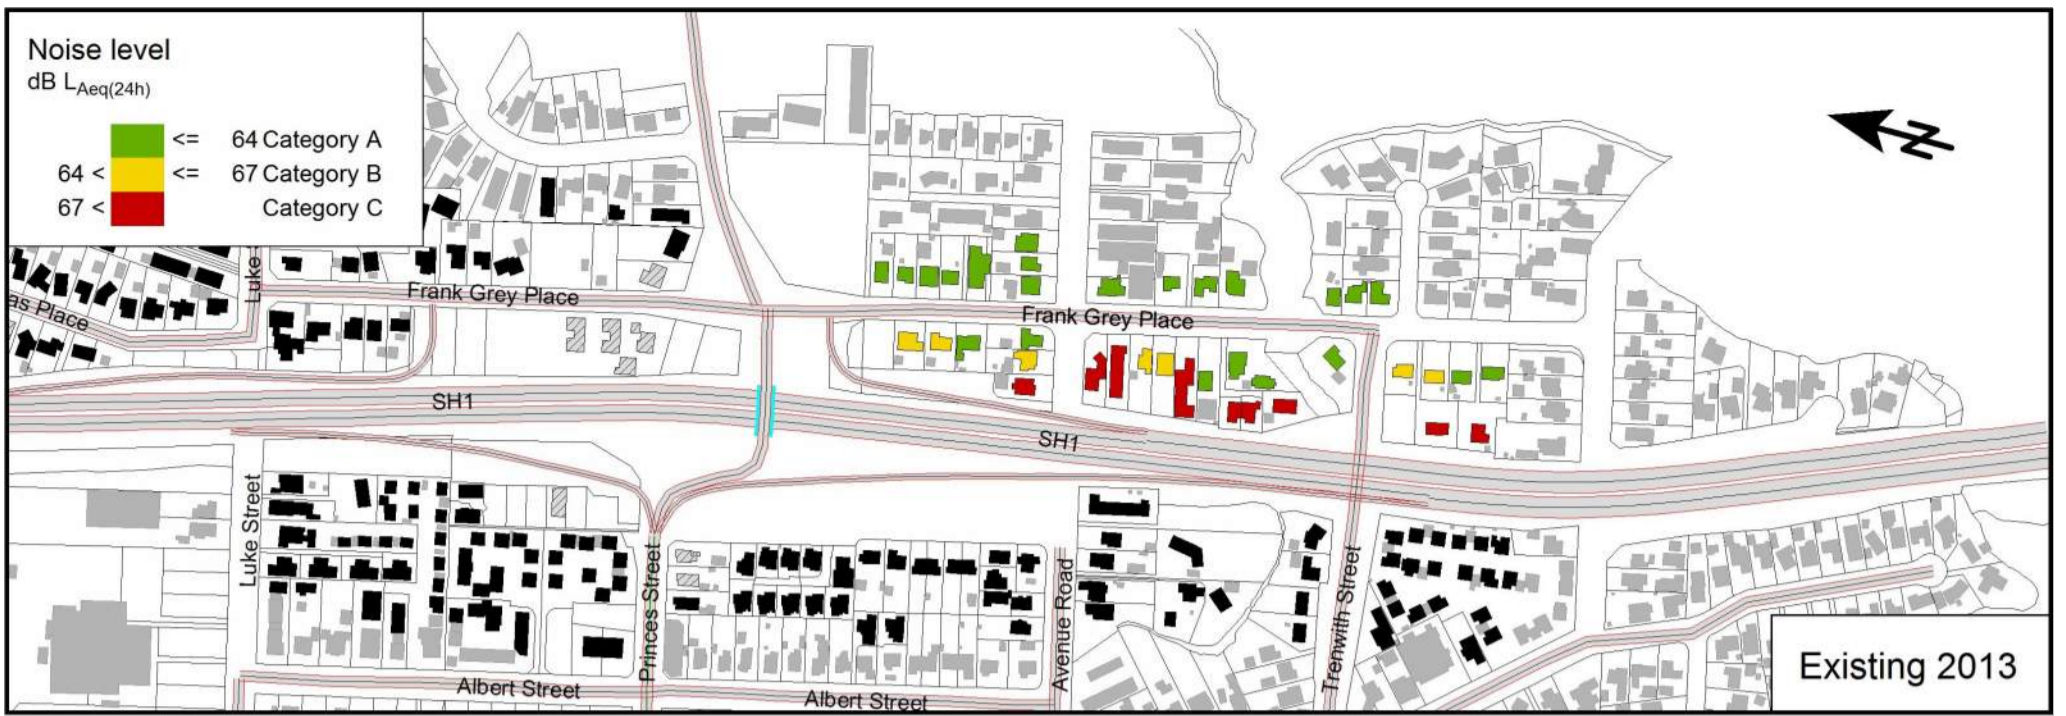 Noise level
dB LAeq(24h)
<= 64 Category A
64 < <= 67 Category B
67 < Category C
Luke
as Place
Frank Grey Place
Frank Grey Place
SH1
SH1
Luke Street
Princes Street
Avenue Road
Trenwith Street
Albert Street
Albert Street
N
Existing 2013